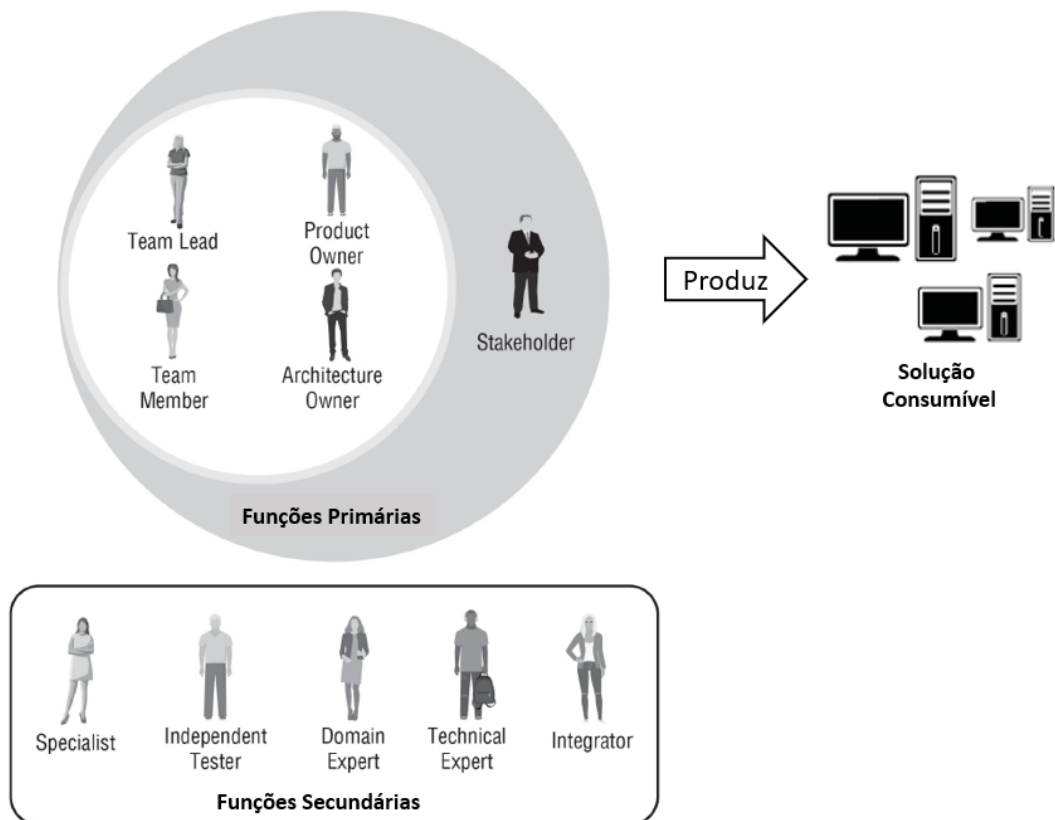 Team Lead
Product
Owner
Team
Member
Architecture
Owner
Stakeholder
Funções Primárias
Produz
Solução
Consumível
Specialist
Independent
Tester
Domain
Expert
Technical
Expert
Integrator
Funções Secundárias